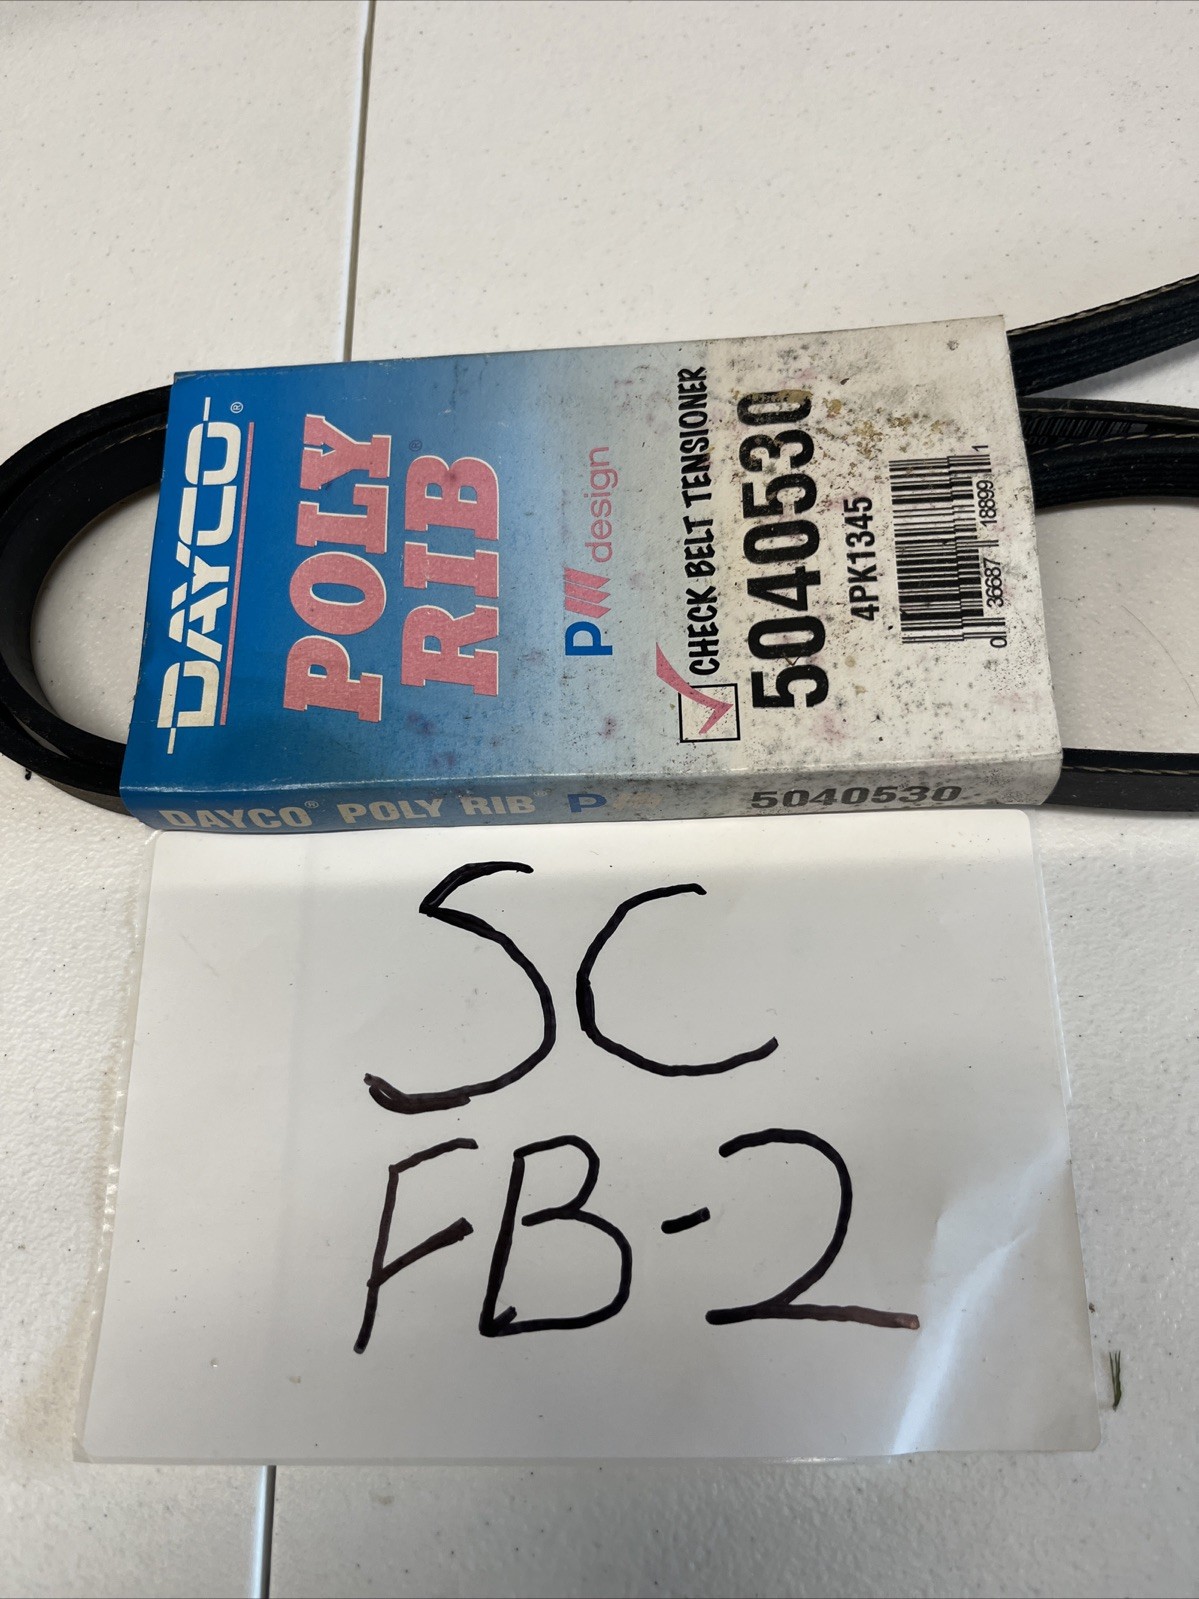 DAYCO®
POLY
RIB®
P design
CHECK BELT TENSIONER
5040530
4PK1345
0 36687 18899 1
DAYCO® POLY RIB® P
5040530
SC
FB-2